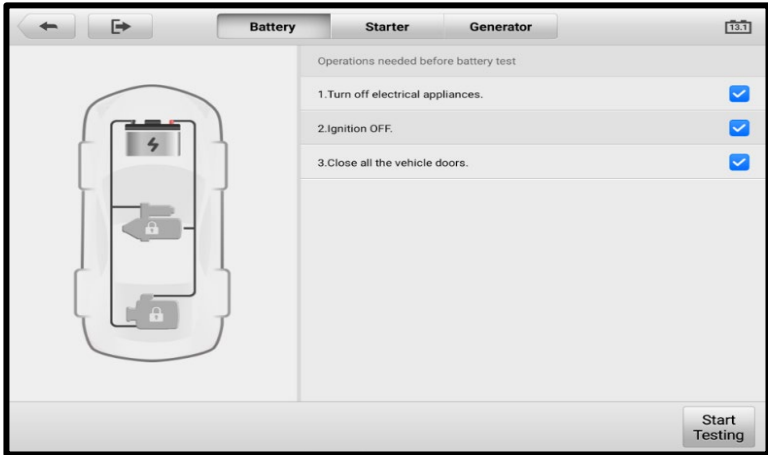 Battery
Starter
Generator
13.1
Operations needed before battery test
1.Turn off electrical appliances.
2.Ignition OFF.
3.Close all the vehicle doors.
Start
Testing